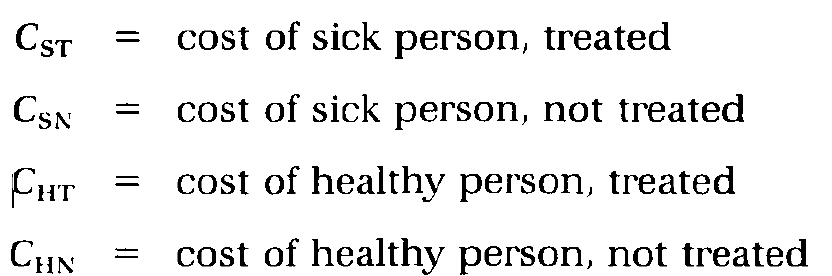 C_ST = cost of sick person, treated
C_SN = cost of sick person, not treated
C_HT = cost of healthy person, treated
C_HN = cost of healthy person, not treated